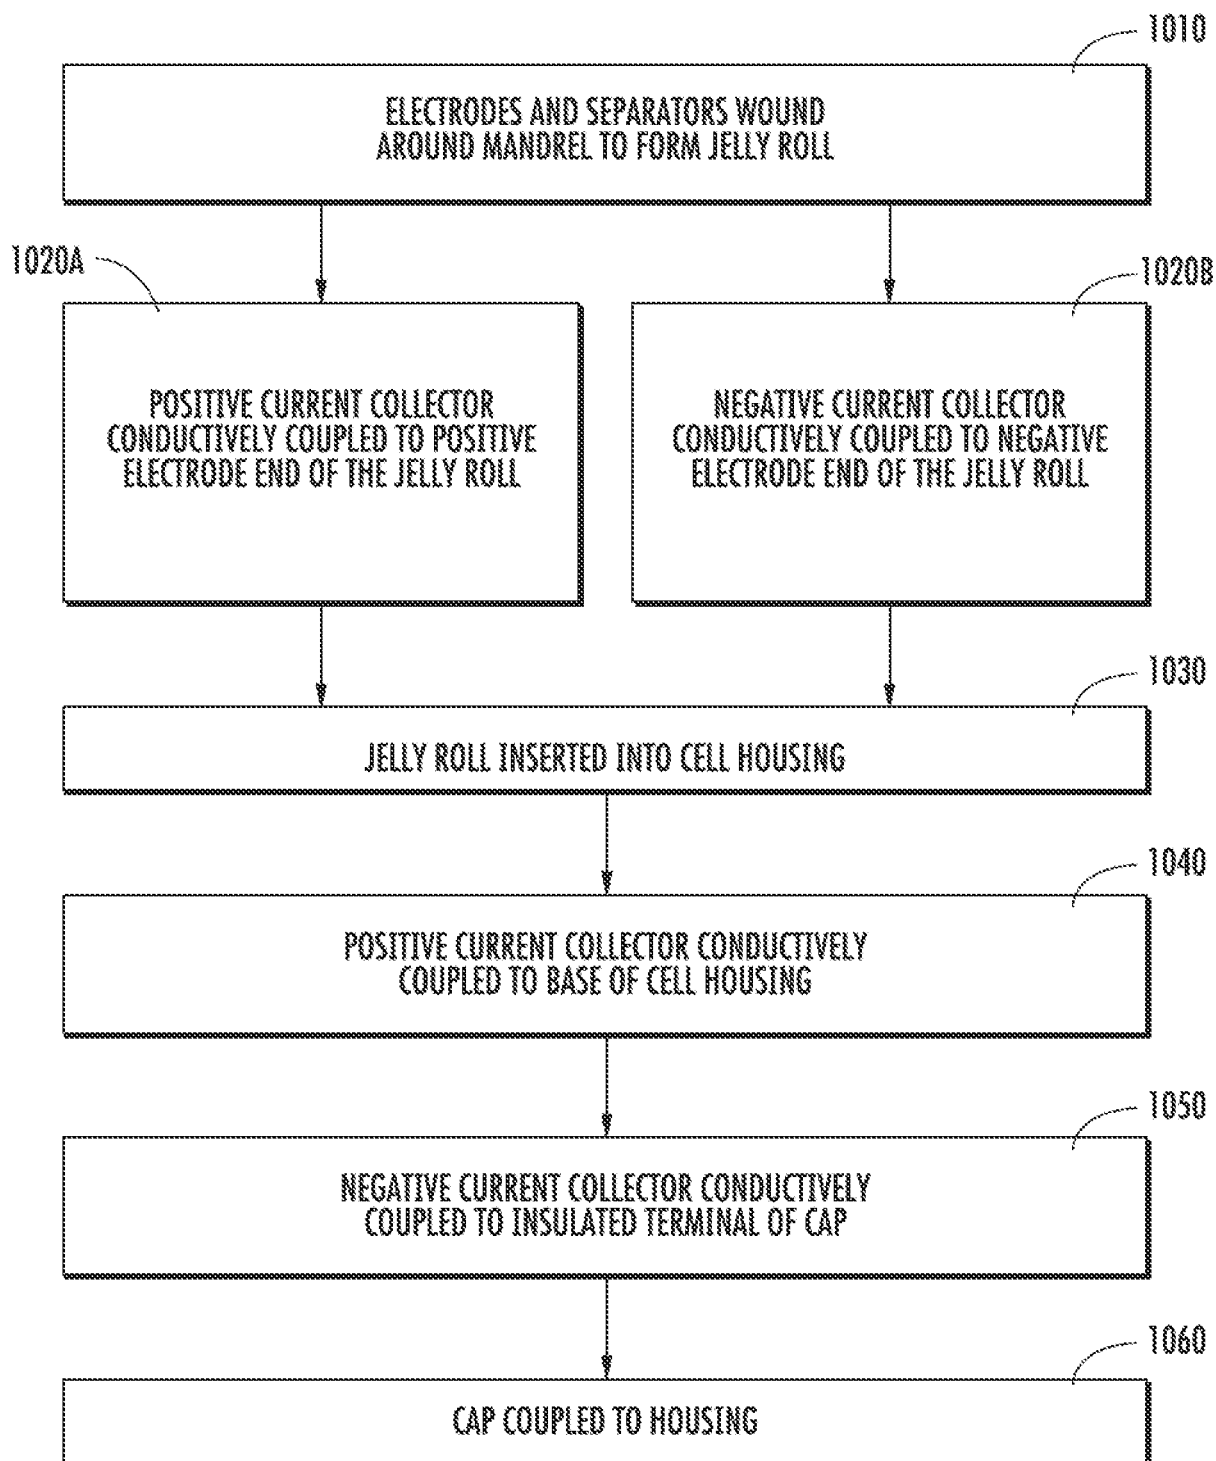 1010
ELECTRODES AND SEPARATORS WOUND
AROUND MANDREL TO FORM JELLY ROLL
1020A
1020B
POSITIVE CURRENT COLLECTOR
CONDUCTIVELY COUPLED TO POSITIVE
ELECTRODE END OF THE JELLY ROLL
NEGATIVE CURRENT COLLECTOR
CONDUCTIVELY COUPLED TO NEGATIVE
ELECTRODE END OF THE JELLY ROLL
1030
JELLY ROLL INSERTED INTO CELL HOUSING
1040
POSITIVE CURRENT COLLECTOR CONDUCTIVELY
COUPLED TO BASE OF CELL HOUSING
1050
NEGATIVE CURRENT COLLECTOR CONDUCTIVELY
COUPLED TO INSULATED TERMINAL OF CAP
1060
CAP COUPLED TO HOUSING